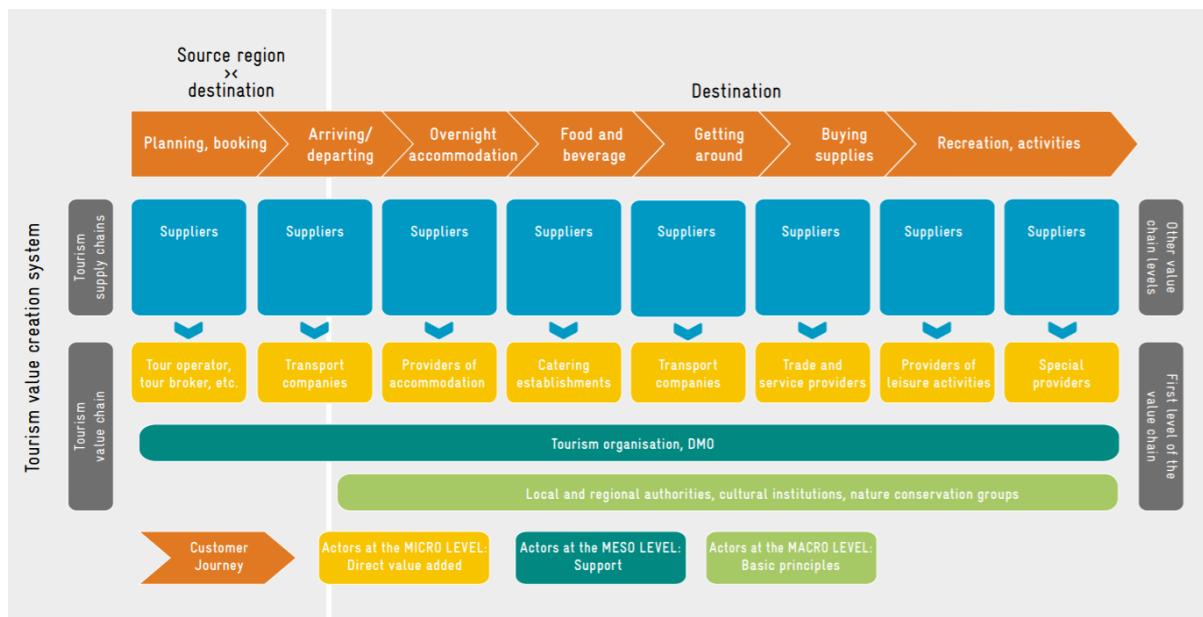 Source region
><
destination
Destination
Planning, booking
Arriving/
departing
Overnight
accommodation
Food and
beverage
Getting
around
Buying
supplies
Recreation, activities
Tourism value creation system
Tourism
supply chains
Suppliers
Suppliers
Suppliers
Suppliers
Suppliers
Suppliers
Suppliers
Suppliers
Other value
chain levels
Tourism
value chain
Tour operator,
tour broker, etc.
Transport
companies
Providers of
accommodation
Catering
establishments
Transport
companies
Trade and
service providers
Providers of
leisure activities
Special
providers
First level of the
value chain
Tourism organisation, DMO
Local and regional authorities, cultural institutions, nature conservation groups
Customer
Journey
Actors at the MICRO LEVEL:
Direct value added
Actors at the MESO LEVEL:
Support
Actors at the MACRO LEVEL:
Basic principles